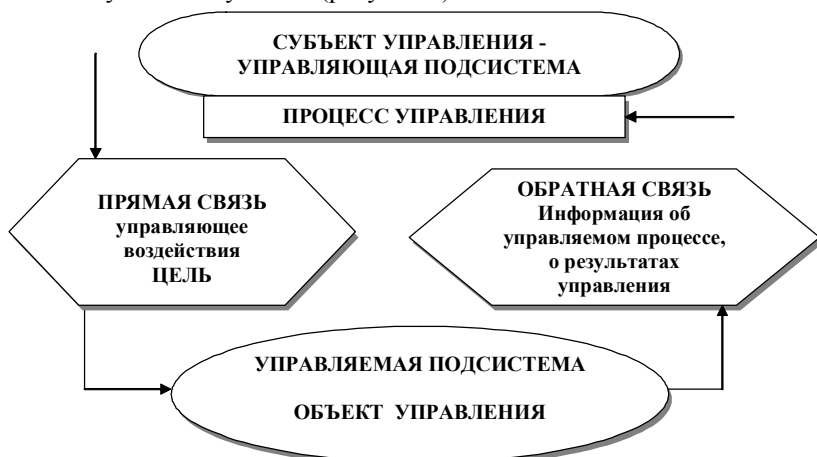 СУБЪЕКТ УПРАВЛЕНИЯ -
УПРАВЛЯЮЩАЯ ПОДСИСТЕМА
ПРОЦЕСС УПРАВЛЕНИЯ
ПРЯМАЯ СВЯЗЬ
управляющее
воздействия
ЦЕЛЬ
ОБРАТНАЯ СВЯЗЬ
Информация об
управляемом процессе,
о результатах
управления
УПРАВЛЯЕМАЯ ПОДСИСТЕМА
ОБЪЕКТ УПРАВЛЕНИЯ